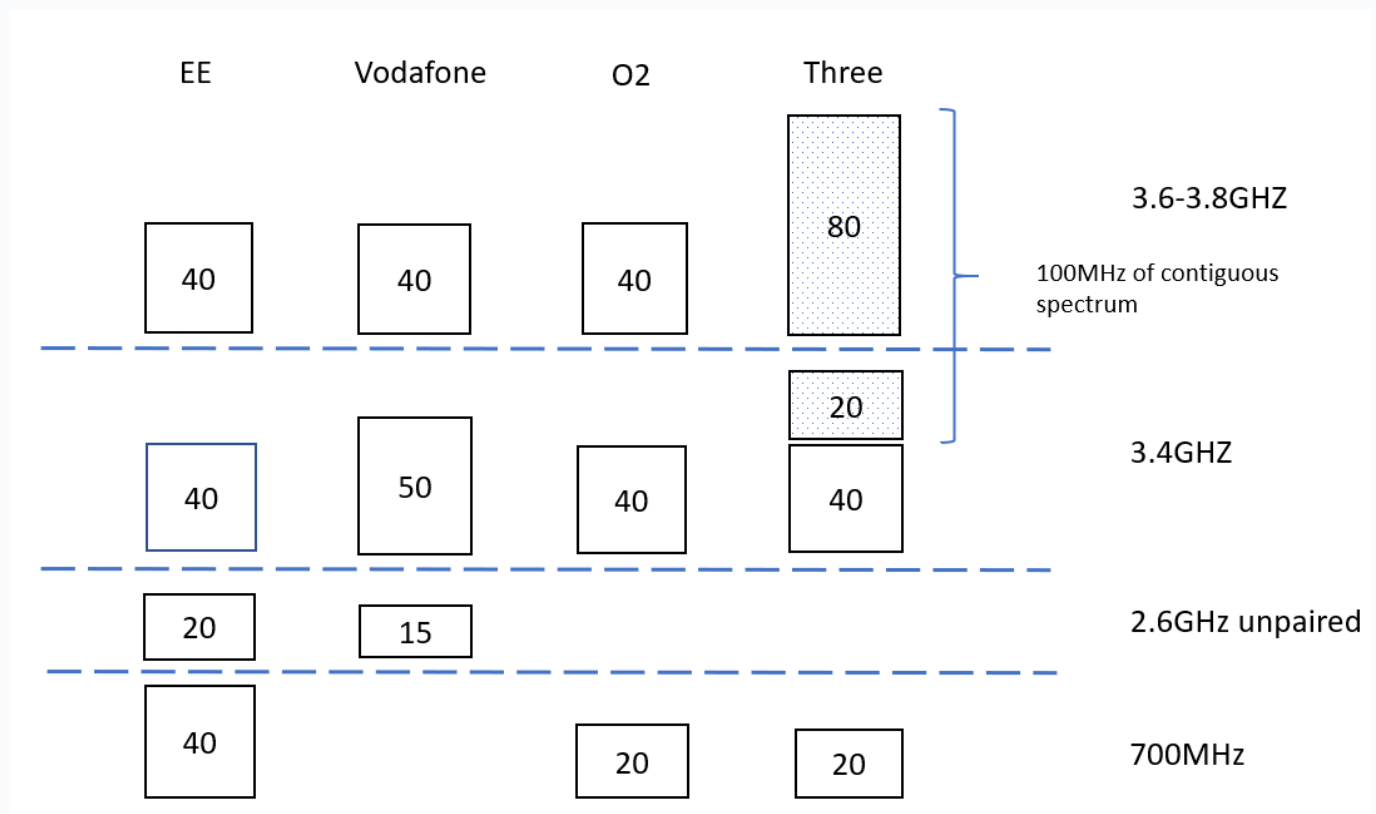 EE Vodafone O2 Three
3.6-3.8GHZ
80
40 40 40
100MHz of contiguous
spectrum
20
3.4GHZ
40 50 40 40
20 15 2.6GHz unpaired
40 20 20 700MHz